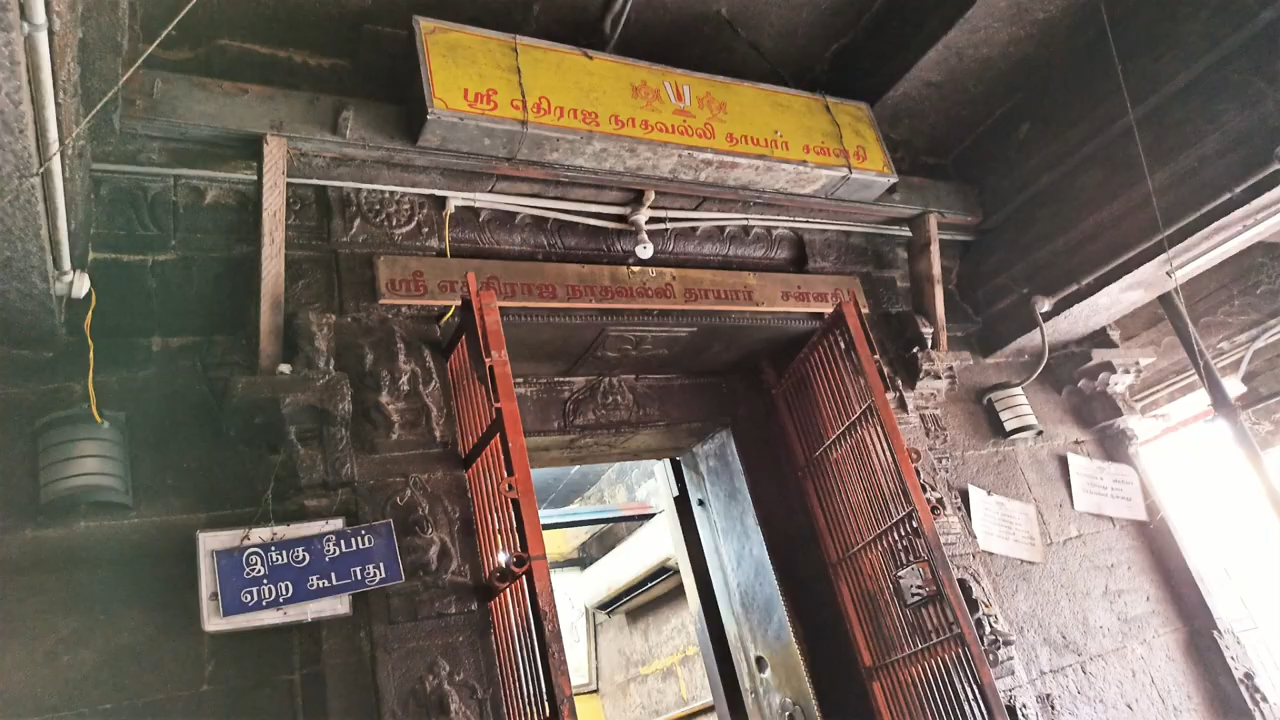 ஸ்ரீ எதிராஜ நாதவல்லி தாயார் சன்னதி
ஸ்ரீ எதிராஜ நாதவல்லி தாயார் சன்னதி
இங்கு தீபம்
ஏற்ற கூடாது